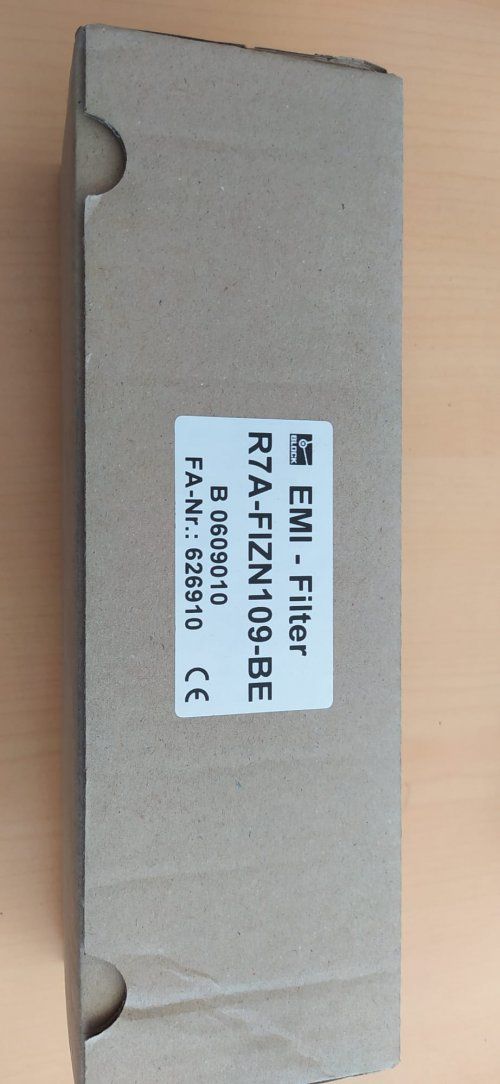 BLOCK
EMI - Filter
R7A-FIZN109-BE
B 0609010
FA-Nr.: 626910
CE